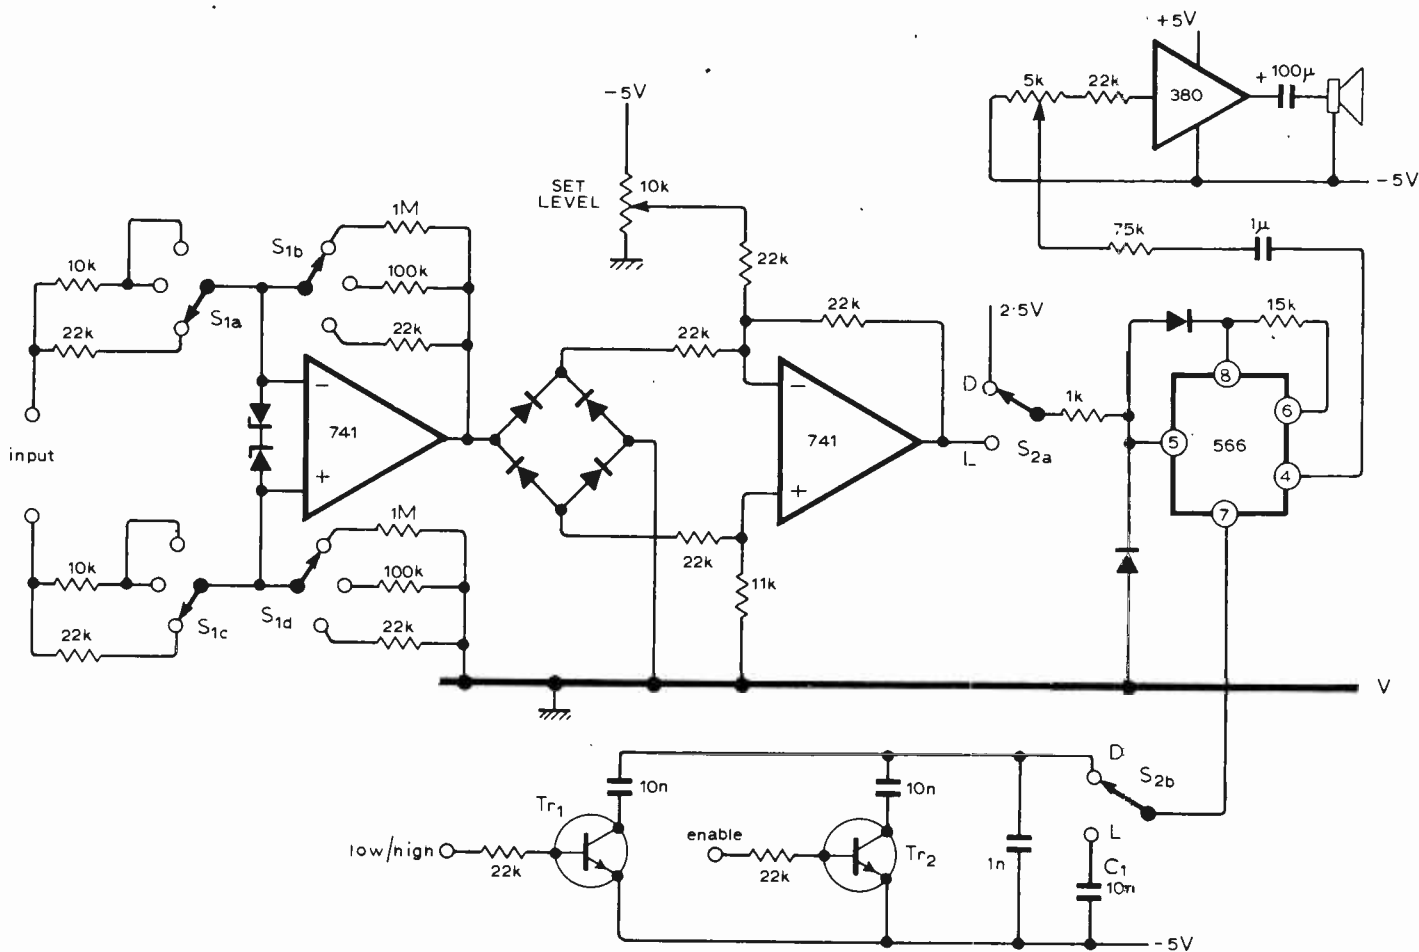 +5V
-5V
5k
22k
380
+ 100μ
-5V
SET LEVEL
10k
75k
1μ
1M
S1b
10k
100k
22k
22k
22k
S1a
22k
22k
2·5V
D
1k
15k
8
6
5
566
4
7
-
741
+
-
741
+
L
S2a
input
1M
10k
100k
22k
11k
S1c
S1d
22k
22k
V
D
S2b
10n
10n
Tr1
enable
L
low/high
Tr2
22k
22k
1n
C1
10n
-5V